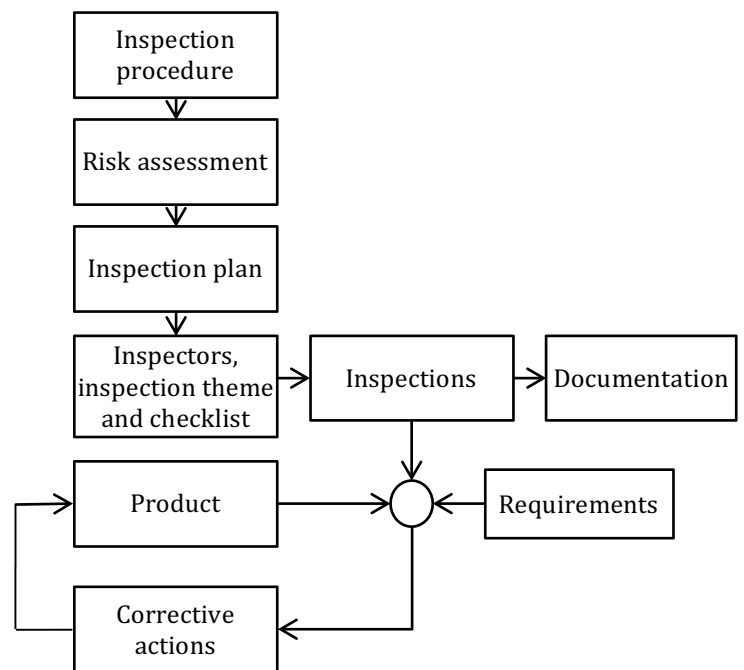 Inspection
procedure
Risk assessment
Inspection plan
Inspectors,
inspection theme
and checklist
Inspections
Documentation
Product
Requirements
Corrective
actions